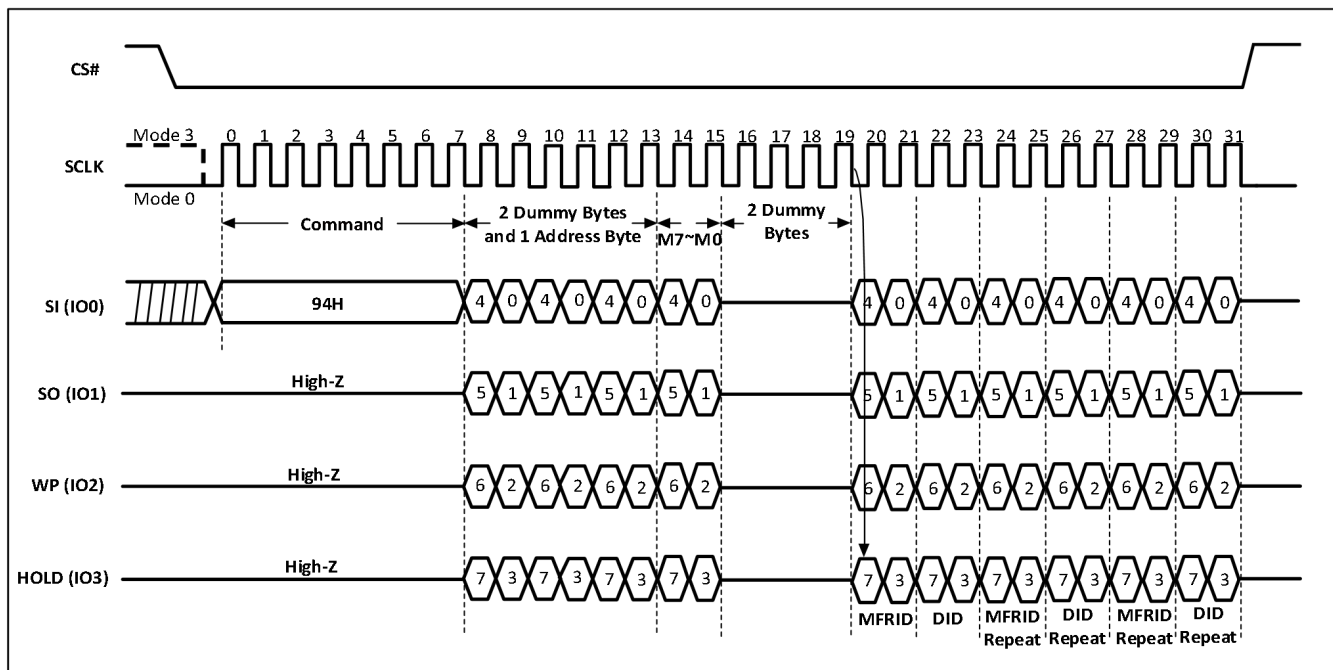 CS#
Mode 3
0 1 2 3 4 5 6 7 8 9 10 11 12 13 14 15 16 17 18 19 20 21 22 23 24 25 26 27 28 29 30 31
SCLK
Mode 0
Command
2 Dummy Bytes
and 1 Address Byte
M7~M0
2 Dummy
Bytes
SI (IO0)
94H
4 0 4 0 4 0 4 0 4 0 4 0 4 0 4 0 4 0 4 0
SO (IO1)
High-Z
5 1 5 1 5 1 5 1 5 1 5 1 5 1 5 1 5 1 5 1
WP (IO2)
High-Z
6 2 6 2 6 2 6 2 6 2 6 2 6 2 6 2 6 2 6 2
HOLD (IO3)
High-Z
7 3 7 3 7 3 7 3 7 3 7 3 7 3 7 3 7 3 7 3
MFRID DID MFRID DID MFRID DID
Repeat Repeat Repeat Repeat